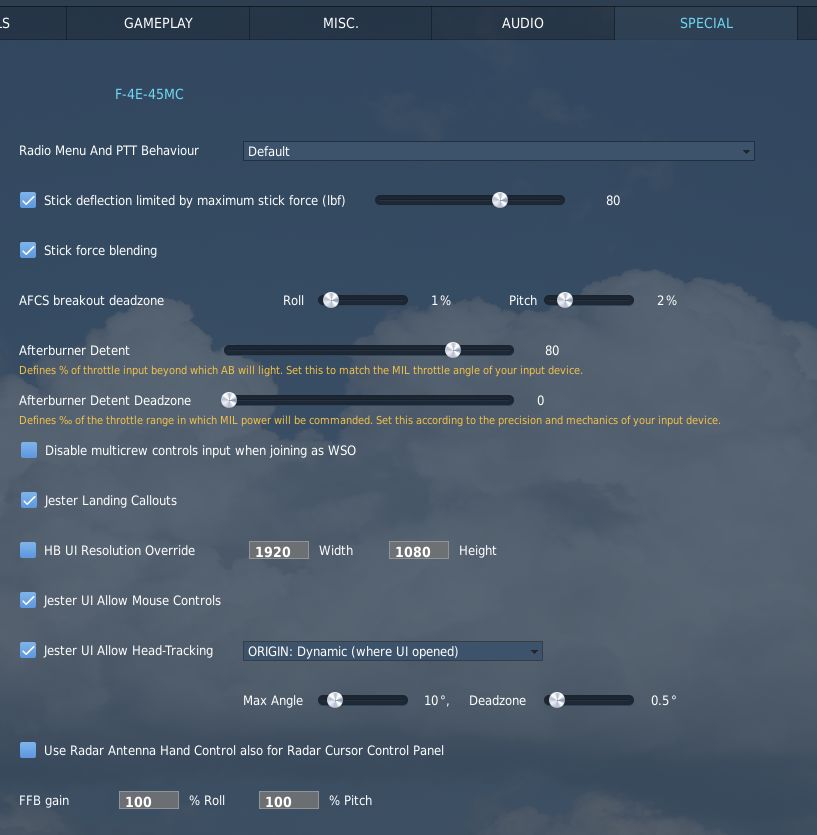 LS GAMEPLAY MISC. AUDIO SPECIAL
F-4E-45MC
Radio Menu And PTT Behaviour Default
Stick deflection limited by maximum stick force (lbf) 80
Stick force blending
AFCS breakout deadzone Roll 1% Pitch 2%
Afterburner Detent 80
Defines % of throttle input beyond which AB will light. Set this to match the MIL throttle angle of your input device.
Afterburner Detent Deadzone 0
Defines ‰ of the throttle range in which MIL power will be commanded. Set this according to the precision and mechanics of your input device.
Disable multicrew controls input when joining as WSO
Jester Landing Callouts
HB UI Resolution Override 1920 Width 1080 Height
Jester UI Allow Mouse Controls
Jester UI Allow Head-Tracking ORIGIN: Dynamic (where UI opened)
Max Angle 10°, Deadzone 0.5°
Use Radar Antenna Hand Control also for Radar Cursor Control Panel
FFB gain 100 % Roll 100 % Pitch